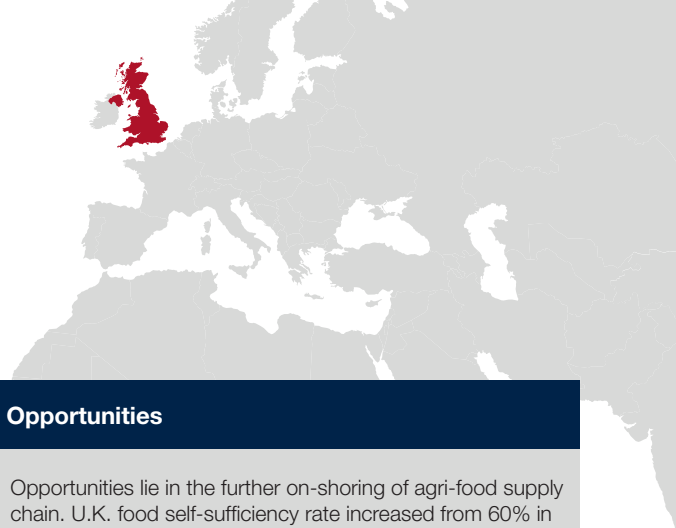 Opportunities
Opportunities lie in the further on-shoring of agri-food supply
chain. U.K. food self-sufficiency rate increased from 60% in